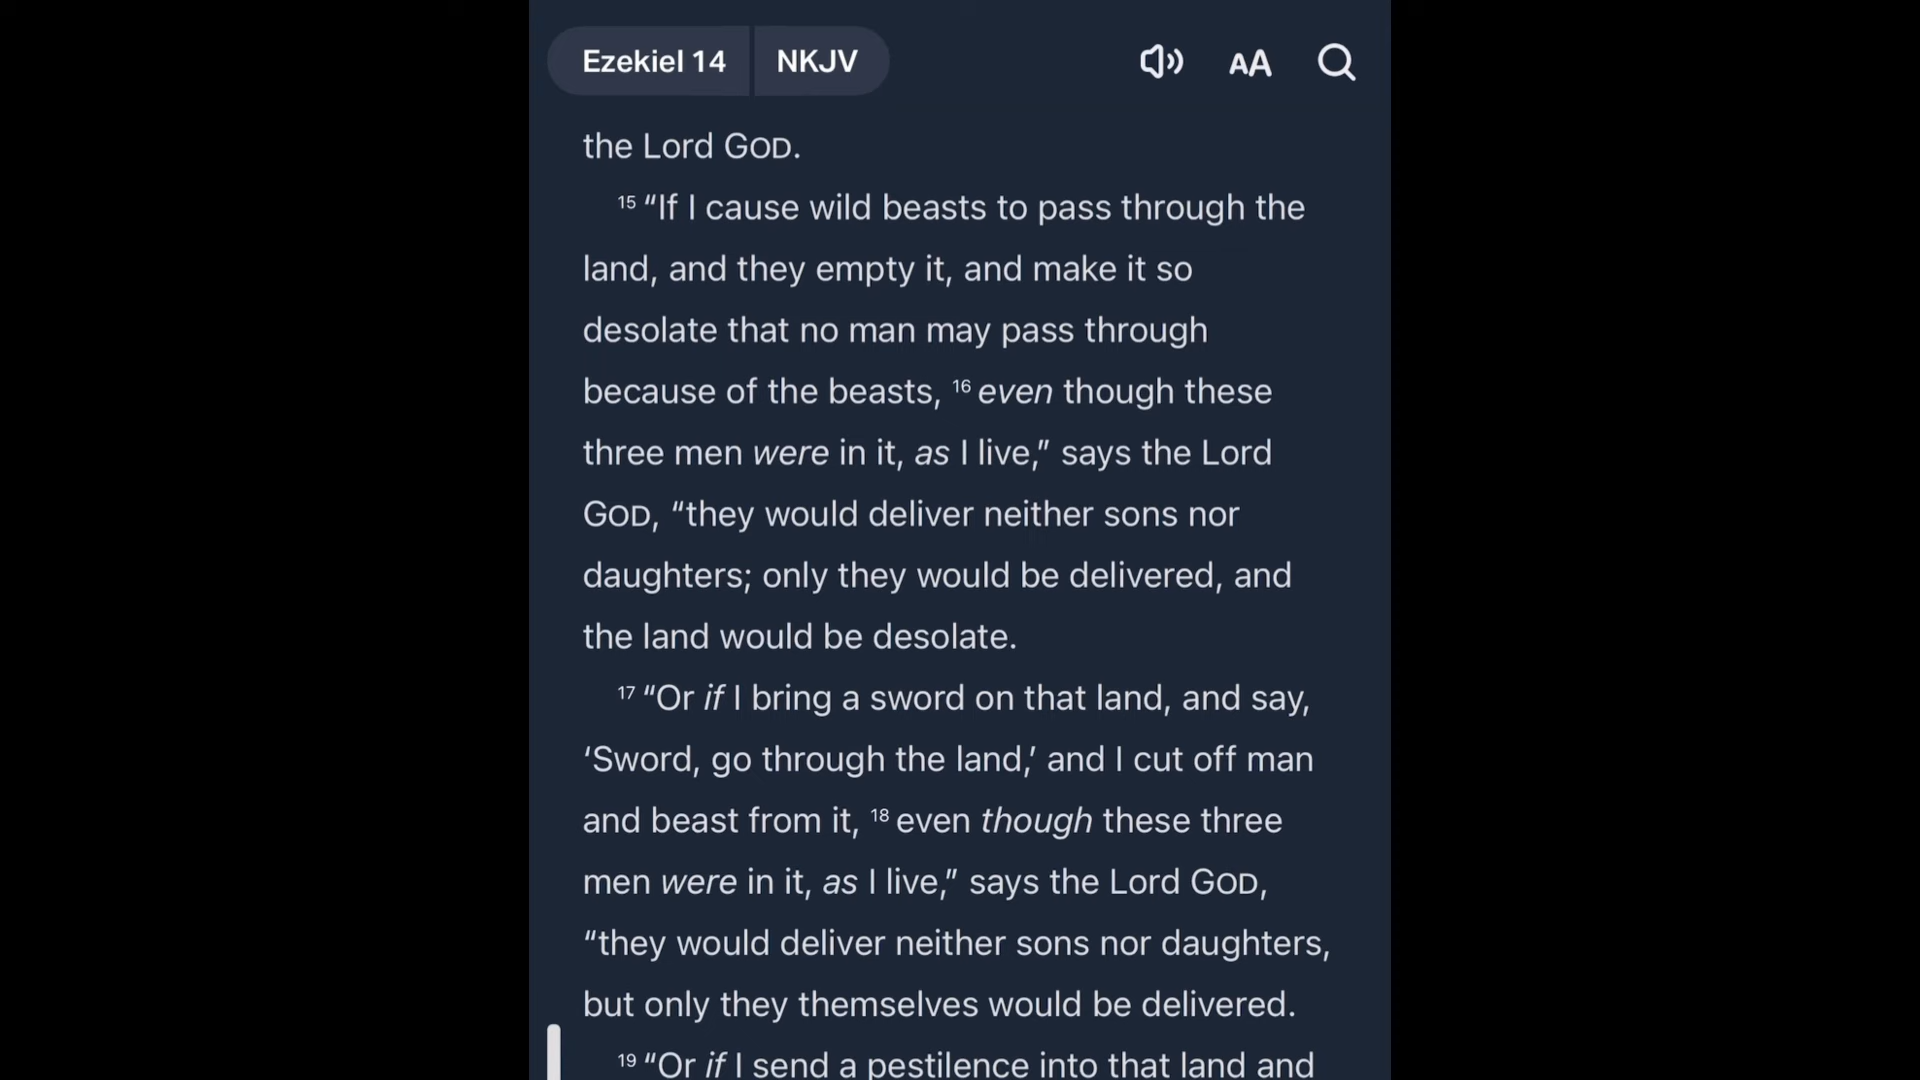 Ezekiel 14 NKJV AA
the Lord GOD.
15 “If I cause wild beasts to pass through the
land, and they empty it, and make it so
desolate that no man may pass through
because of the beasts, 16 even though these
three men were in it, as I live,” says the Lord
GOD, “they would deliver neither sons nor
daughters; only they would be delivered, and
the land would be desolate.
17 “Or if I bring a sword on that land, and say,
‘Sword, go through the land,’ and I cut off man
and beast from it, 18 even though these three
men were in it, as I live,” says the Lord GOD,
“they would deliver neither sons nor daughters,
but only they themselves would be delivered.
19 “Or if I send a pestilence into that land and